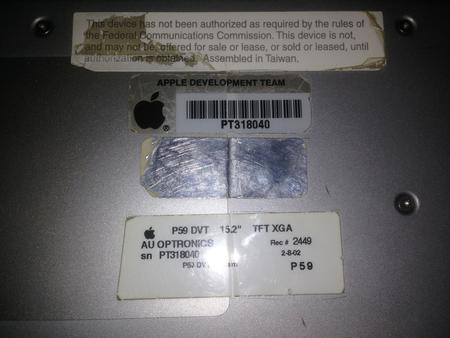 This device has not been authorized as required by the rules of
the Federal Communications Commission. This device is not,
and may not be, offered for sale or lease, or sold or leased, until
authorization is obtained. Assembled in Taiwan.
APPLE DEVELOPMENT TEAM
PT318040
P59 DVT 15.2" TFT XGA
AU OPTRONICS Rec # 2449
sn PT318040 2-8-02
P59